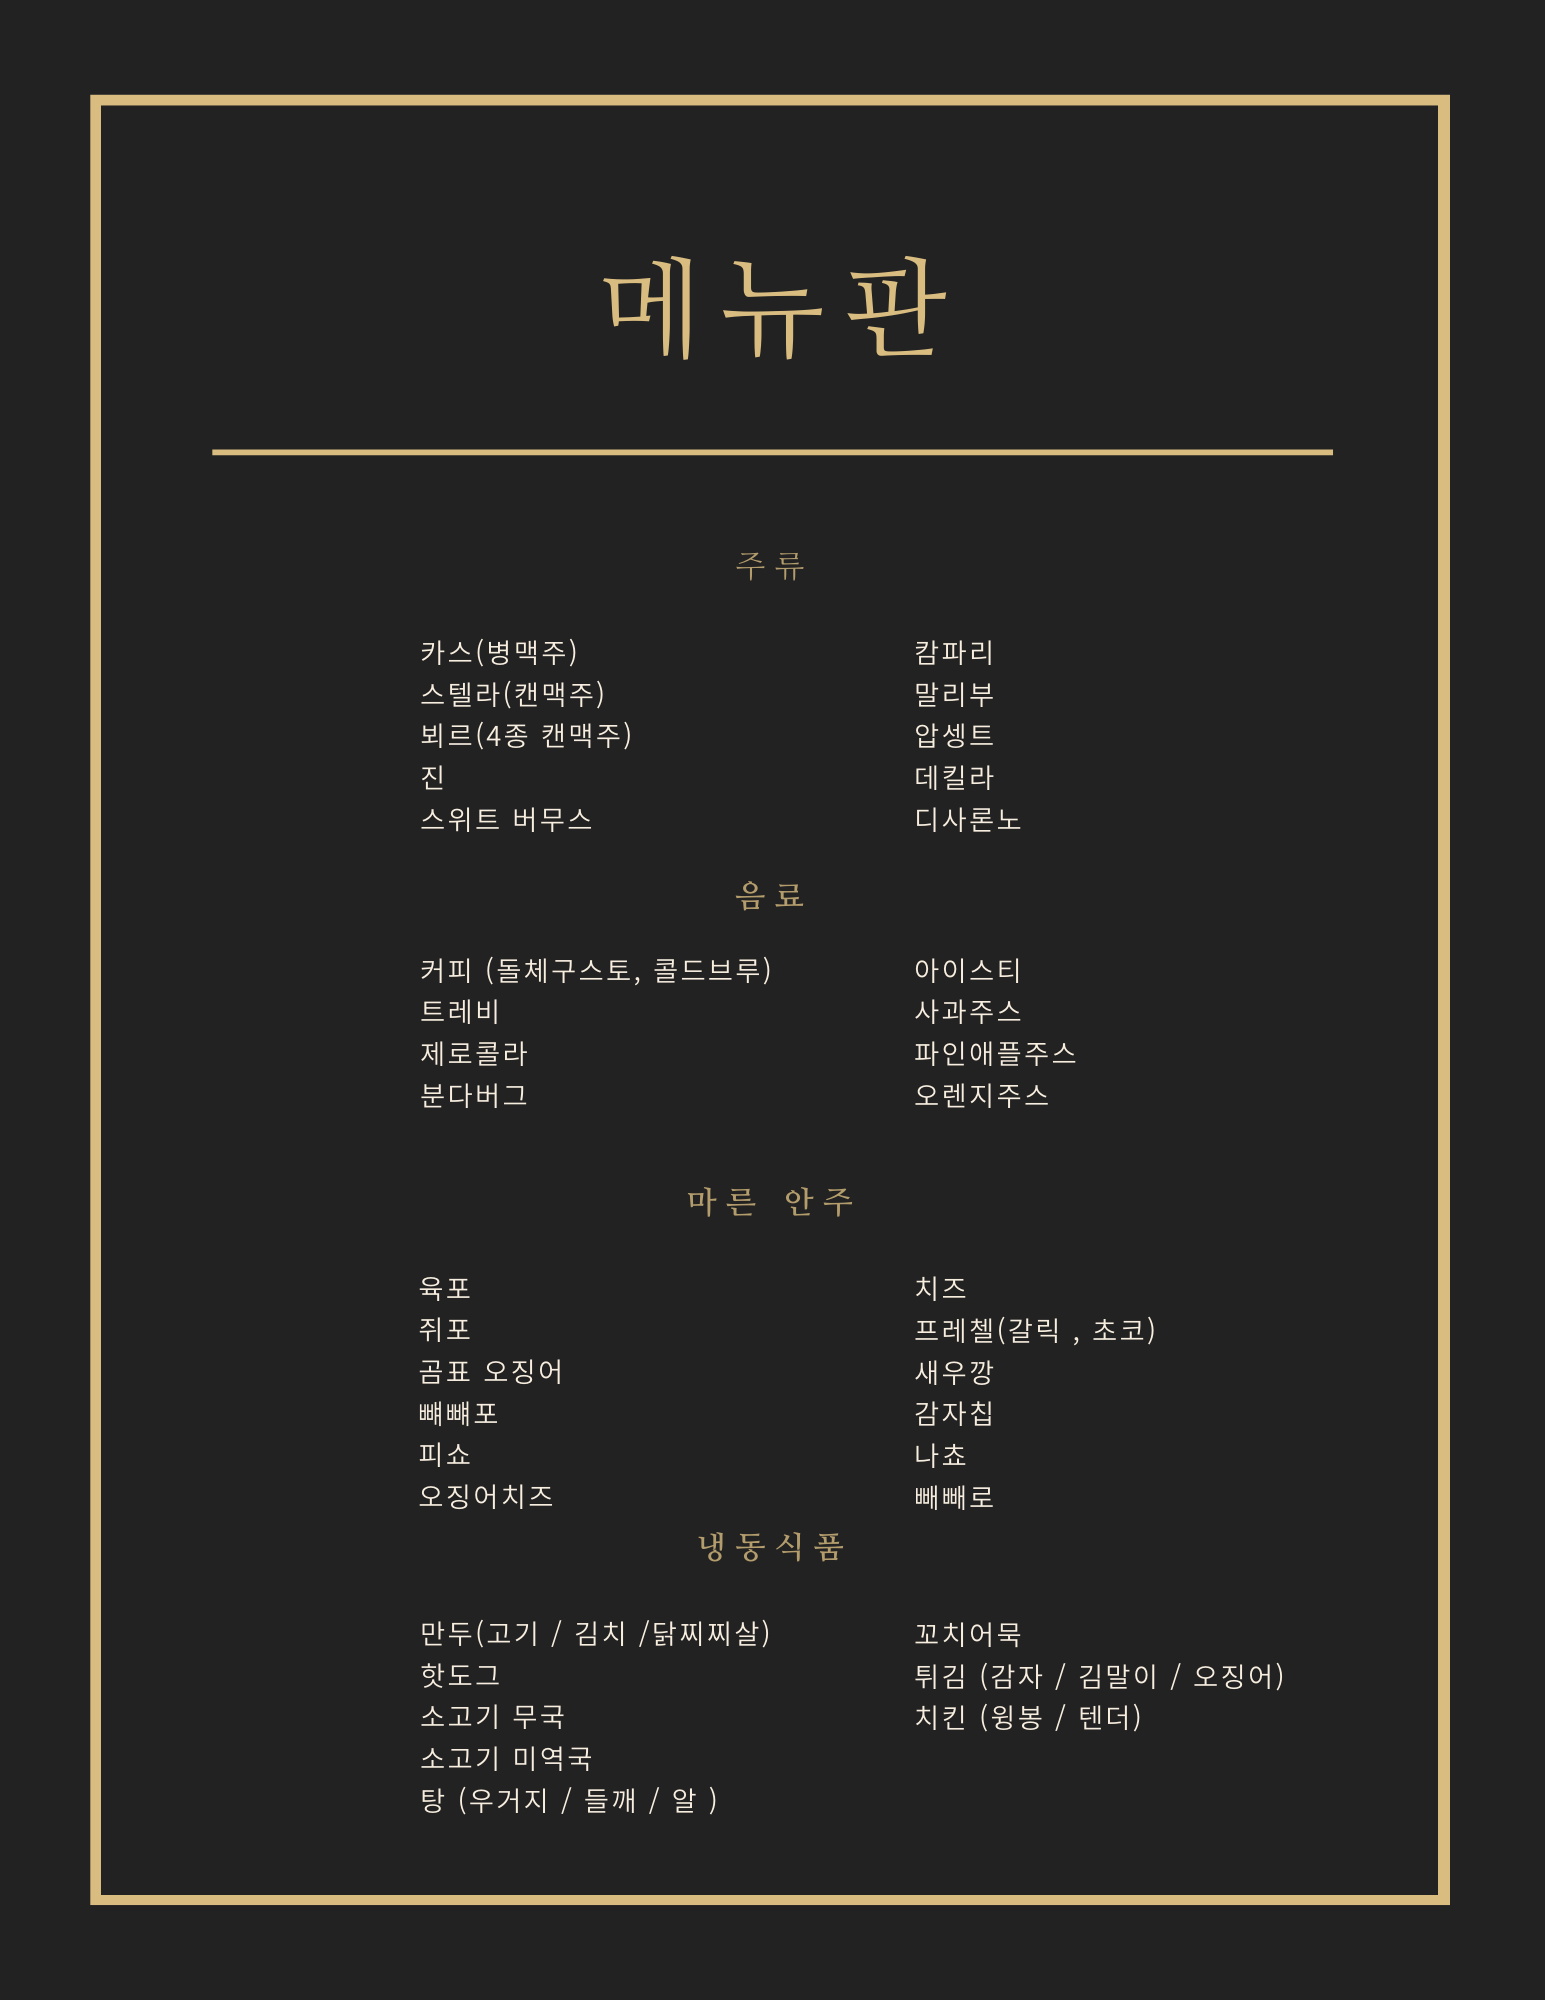 메뉴판
주류
카스(병맥주)
스텔라(캔맥주)
뵈르(4종 캔맥주)
진
스위트 버무스
캄파리
말리부
압셍트
데킬라
디사론노
음료
커피 (돌체구스토, 콜드브루)
트레비
제로콜라
분다버그
아이스티
사과주스
파인애플주스
오렌지주스
마른 안주
육포
쥐포
곰표 오징어
뺴뺴포
피쇼
오징어치즈
치즈
프레첼(갈릭 , 초코)
새우깡
감자칩
나쵸
빼빼로
냉동식품
만두(고기 / 김치 /닭찌찌살)
핫도그
소고기 무국
소고기 미역국
탕 (우거지 / 들깨 / 알 )
꼬치어묵
튀김 (감자 / 김말이 / 오징어)
치킨 (윙봉 / 텐더)